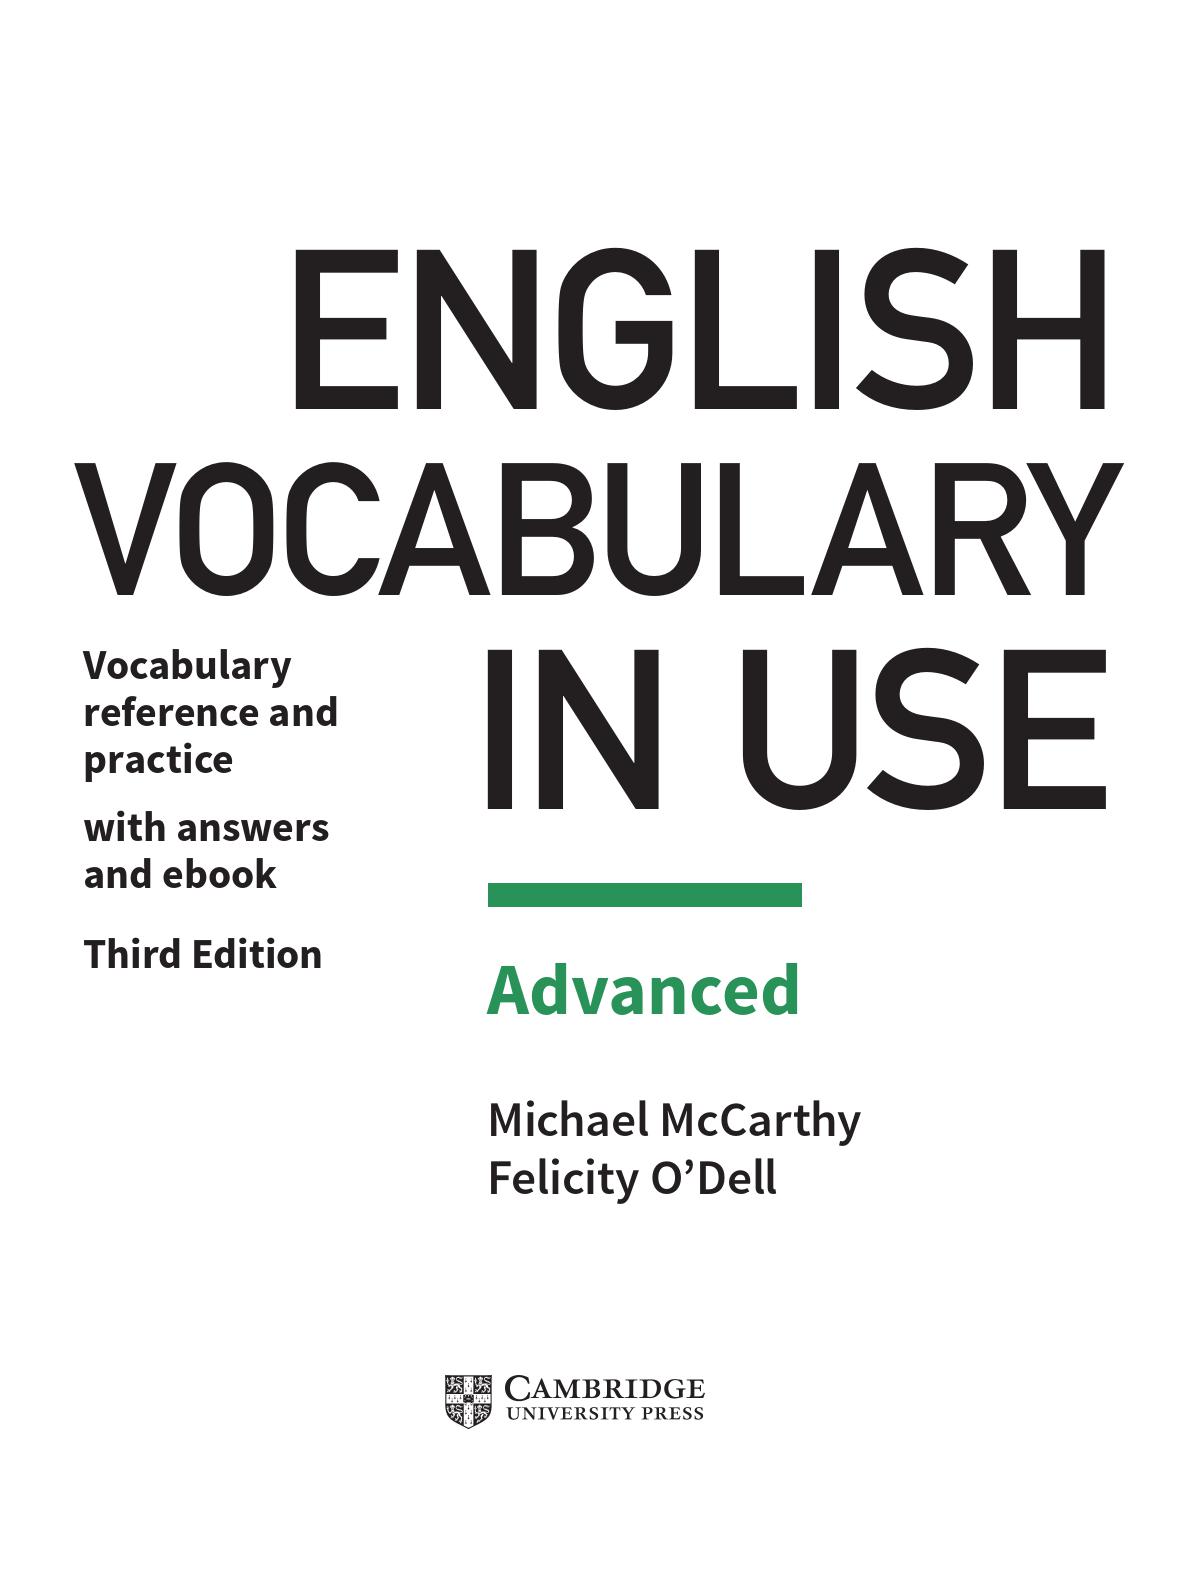 ENGLISH
VOCABULARY
IN USE
Vocabulary
reference and
practice
with answers
and ebook
Third Edition
Advanced
Michael McCarthy
Felicity O’Dell
CAMBRIDGE
UNIVERSITY PRESS